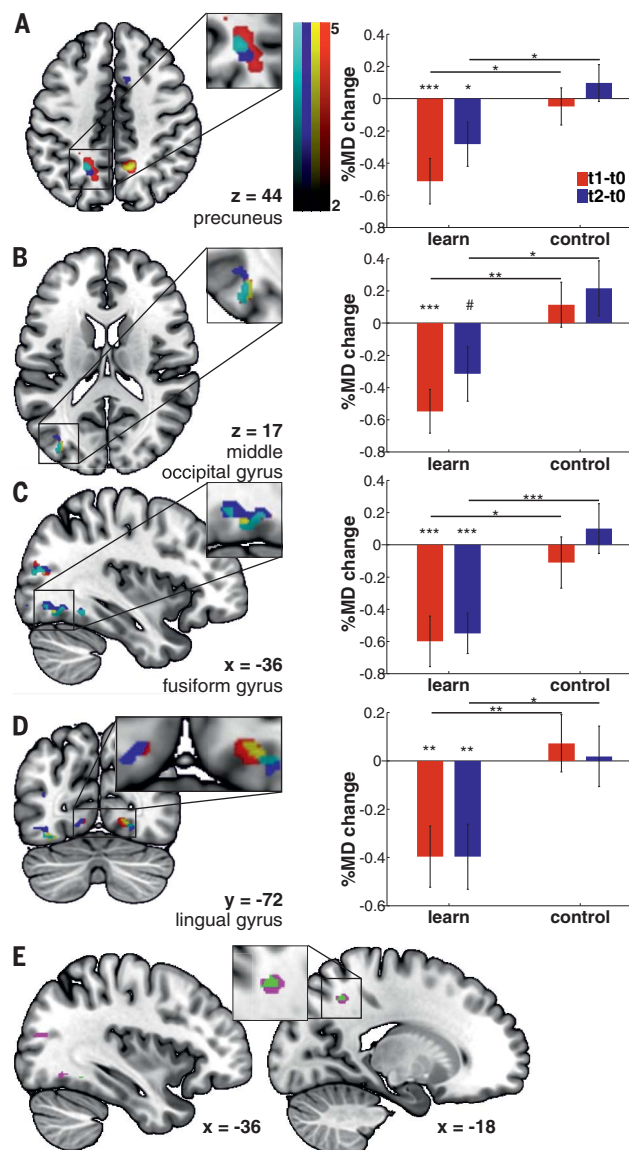 A
5
2
z = 44
precuneus
0.4
0.2
0
-0.2
-0.4
-0.6
-0.8
%MD change
*
*
***
*
t1-t0
t2-t0
learn
control
B
z = 17
middle
occipital gyrus
0.4
0.2
0
-0.2
-0.4
-0.6
-0.8
%MD change
*
**
***
#
learn
control
C
x = -36
fusiform gyrus
0.4
0.2
0
-0.2
-0.4
-0.6
-0.8
%MD change
***
*
***
***
learn
control
D
y = -72
lingual gyrus
0.2
0
-0.2
-0.4
-0.6
%MD change
*
**
**
**
learn
control
E
x = -36
x = -18